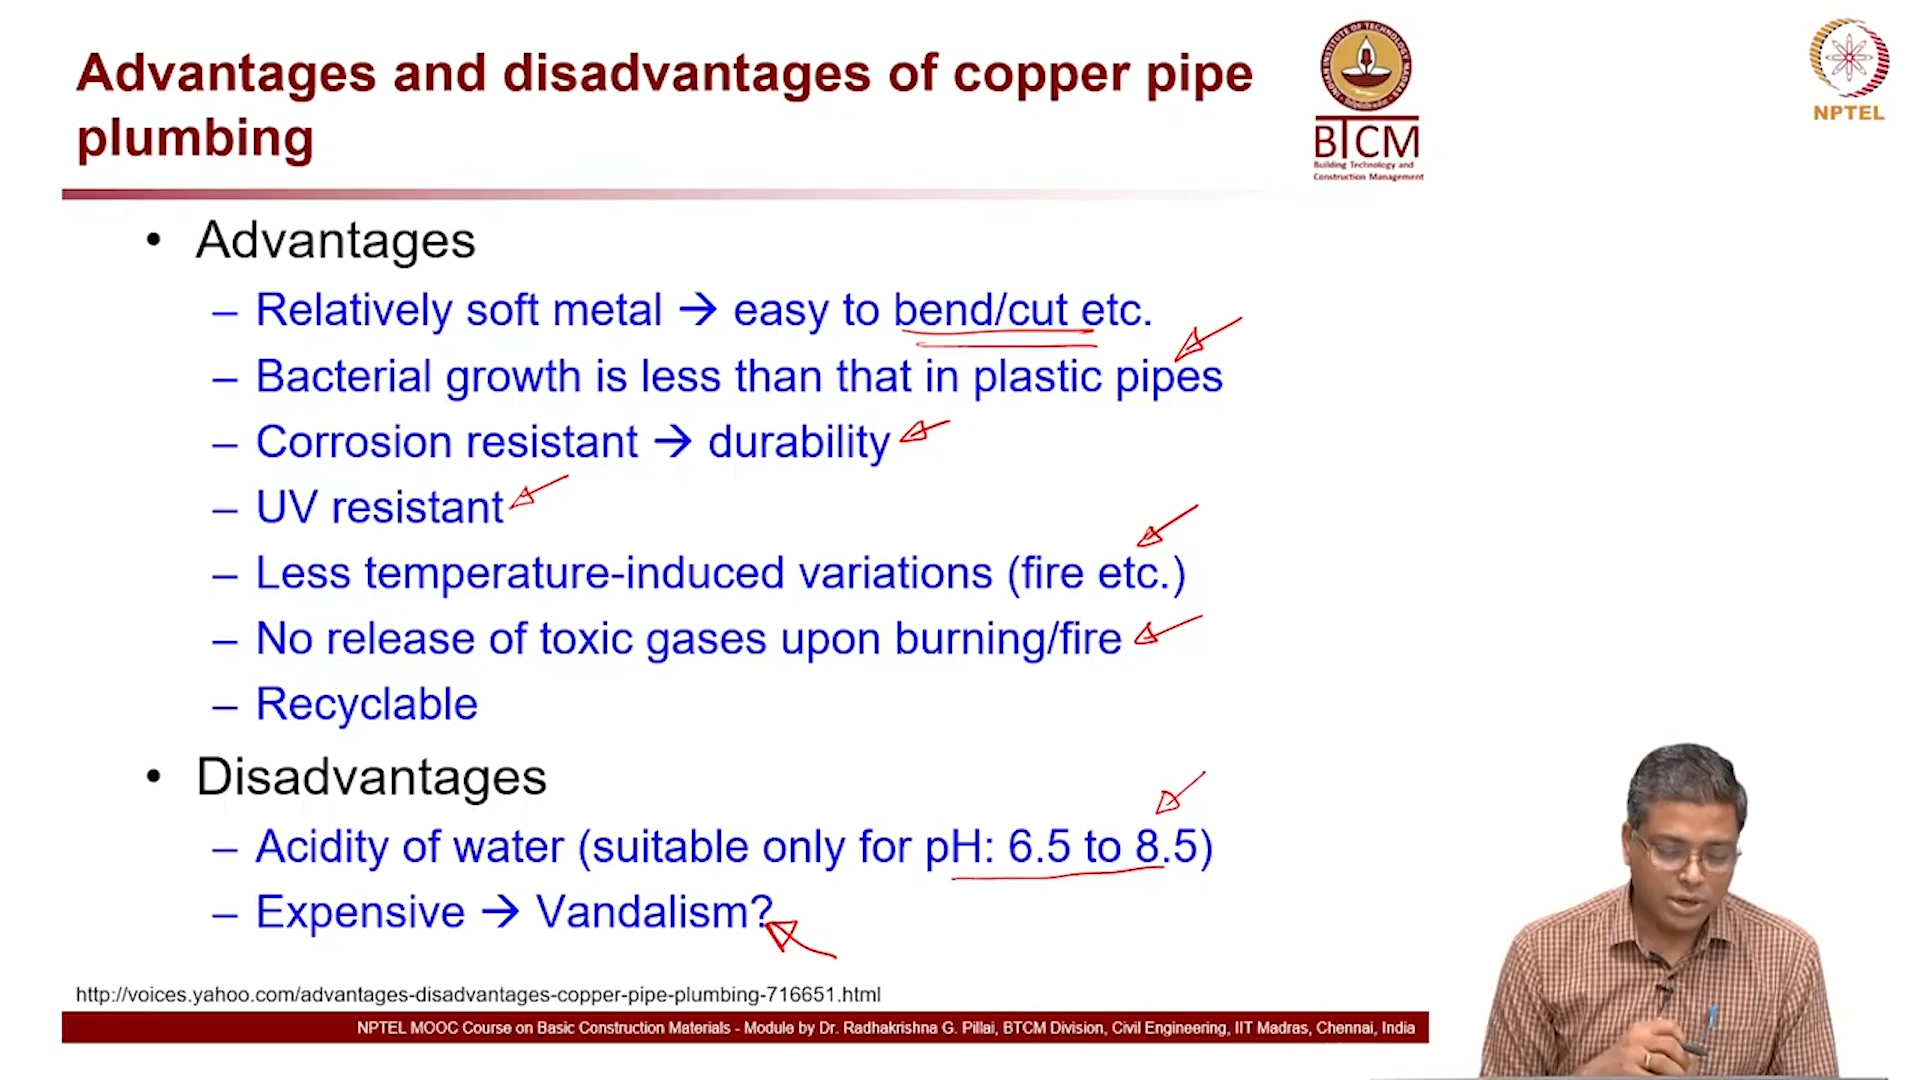 Advantages and disadvantages of copper pipe
plumbing
BTCM
Building Technology and
Construction Management
NPTEL
• Advantages
– Relatively soft metal → easy to bend/cut etc.
– Bacterial growth is less than that in plastic pipes
– Corrosion resistant → durability
– UV resistant
– Less temperature-induced variations (fire etc.)
– No release of toxic gases upon burning/fire
– Recyclable
• Disadvantages
– Acidity of water (suitable only for pH: 6.5 to 8.5)
– Expensive → Vandalism?
http://voices.yahoo.com/advantages-disadvantages-copper-pipe-plumbing-716651.html
NPTEL MOOC Course on Basic Construction Materials - Module by Dr. Radhakrishna G. Pillai, BTCM Division, Civil Engineering, IIT Madras, Chennai, India